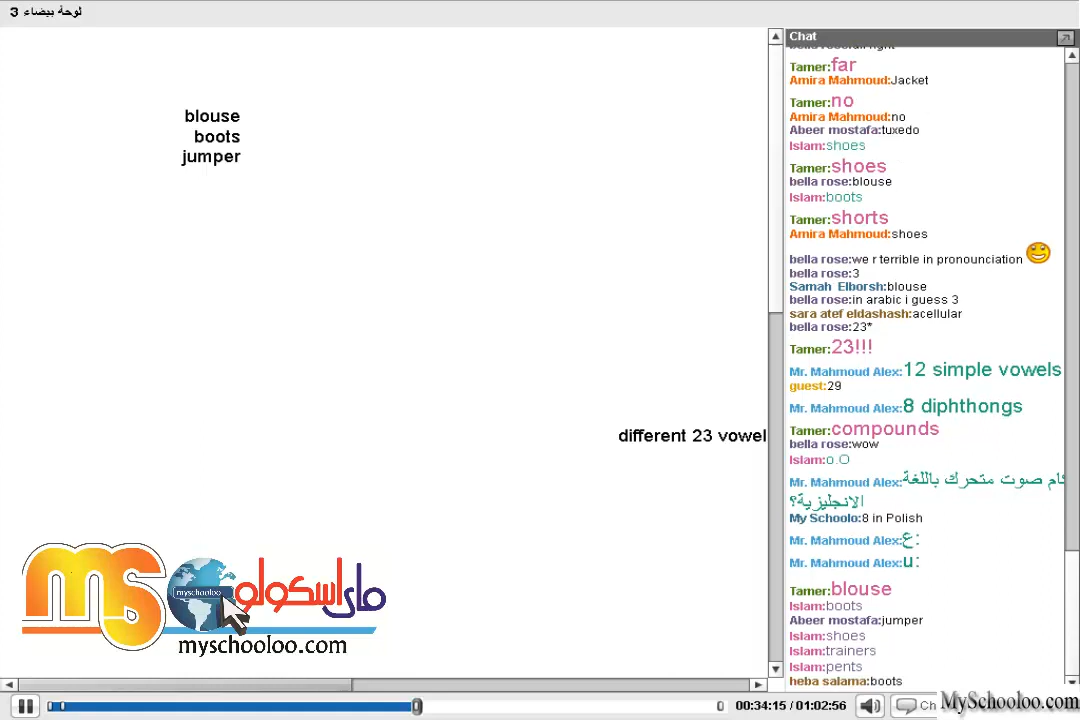 لوحة بيضاء 3
blouse
boots
jumper
different 23 vowel
ms
myschooloo
ماي اسكولو
myschooloo.com
Chat
Tamer:far
Amira Mahmoud:Jacket
Tamer:no
Amira Mahmoud:no
Abeer mostafa:tuxedo
Islam:shoes
Tamer:shoes
bella rose:blouse
Islam:boots
Tamer:shorts
Amira Mahmoud:shoes
bella rose:we r terrible in pronounciation
bella rose:3
Samah Elborsh:blouse
bella rose:in arabic i guess 3
sara atef eldashash:acellular
bella rose:23*
Tamer:23!!!
Mr. Mahmoud Alex:12 simple vowels
guest:29
Mr. Mahmoud Alex:8 diphthongs
Tamer:compounds
bella rose:wow
Islam:o.O
Mr. Mahmoud Alex:كام صوت متحرك باللغة
الانجليزية؟
My Schoolo:8 in Polish
Mr. Mahmoud Alex:ع:
Mr. Mahmoud Alex:u:
Tamer:blouse
Islam:boots
Abeer mostafa:jumper
Islam:shoes
Islam:trainers
Islam:pents
heba salama:boots
00:34:15 / 01:02:56
Ch
MySchooloo.com